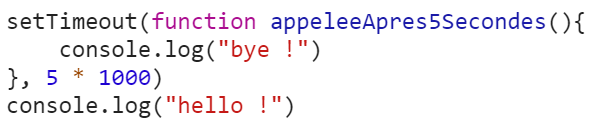 setTimeout(function appeleeApres5Secondes(){
    console.log("bye !")
}, 5 * 1000)
console.log("hello !")